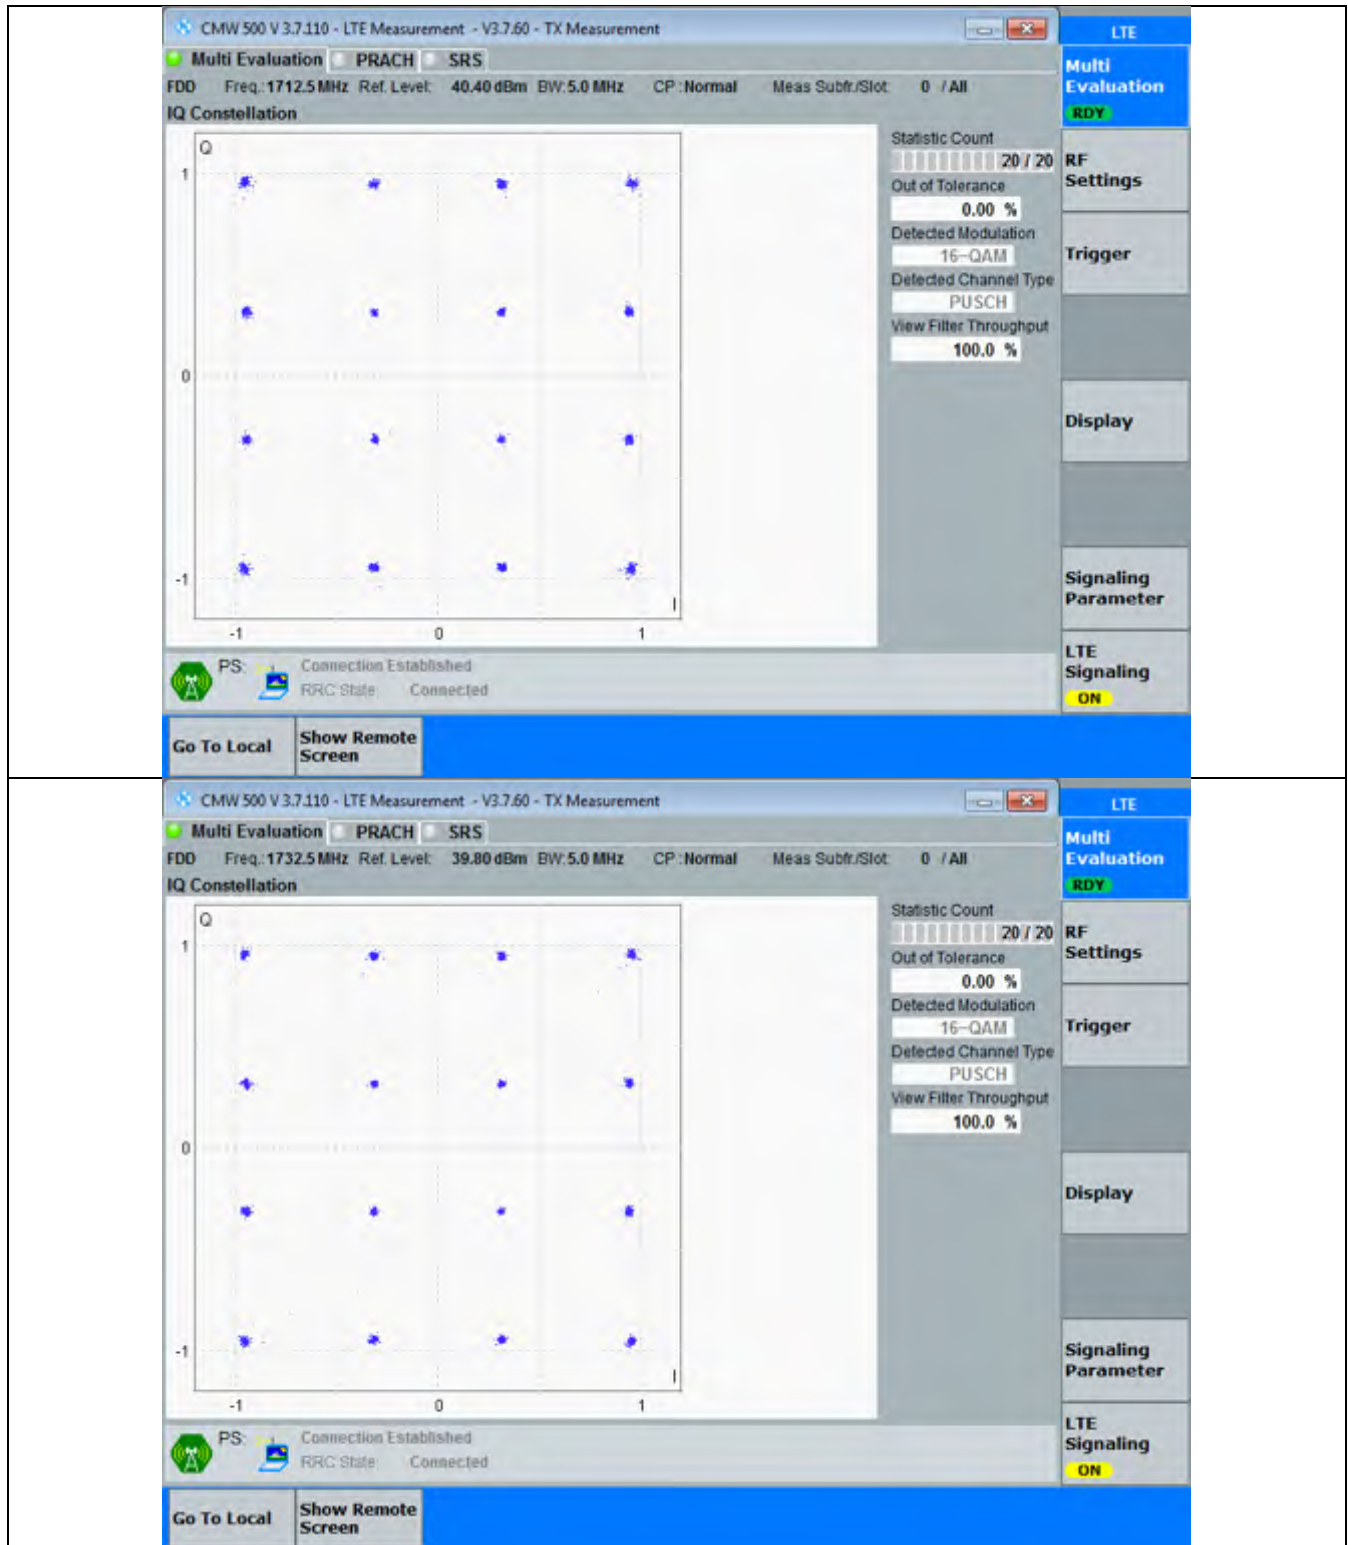 CMW 500 V 3.7.110 - LTE Measurement - V3.7.60 - TX Measurement
LTE
Multi Evaluation PRACH SRS
FDD Freq.: 1712.5 MHz Ref. Level: 40.40 dBm BW: 5.0 MHz CP : Normal Meas Subfr./Slot: 0 / All
IQ Constellation
Q
1
0
-1
-1 0 1
I
Statistic Count
20 / 20
Out of Tolerance
0.00 %
Detected Modulation
16-QAM
Detected Channel Type
PUSCH
View Filter Throughput
100.0 %
Multi
Evaluation
RDY
RF
Settings
Trigger
Display
Signaling
Parameter
LTE
Signaling
ON
PS: Connection Established
RRC State Connected
Go To Local
Show Remote
Screen
CMW 500 V 3.7.110 - LTE Measurement - V3.7.60 - TX Measurement
LTE
Multi Evaluation PRACH SRS
FDD Freq.: 1732.5 MHz Ref. Level: 39.80 dBm BW: 5.0 MHz CP : Normal Meas Subfr./Slot: 0 / All
IQ Constellation
Q
1
0
-1
-1 0 1
I
Statistic Count
20 / 20
Out of Tolerance
0.00 %
Detected Modulation
16-QAM
Detected Channel Type
PUSCH
View Filter Throughput
100.0 %
Multi
Evaluation
RDY
RF
Settings
Trigger
Display
Signaling
Parameter
LTE
Signaling
ON
PS: Connection Established
RRC State Connected
Go To Local
Show Remote
Screen